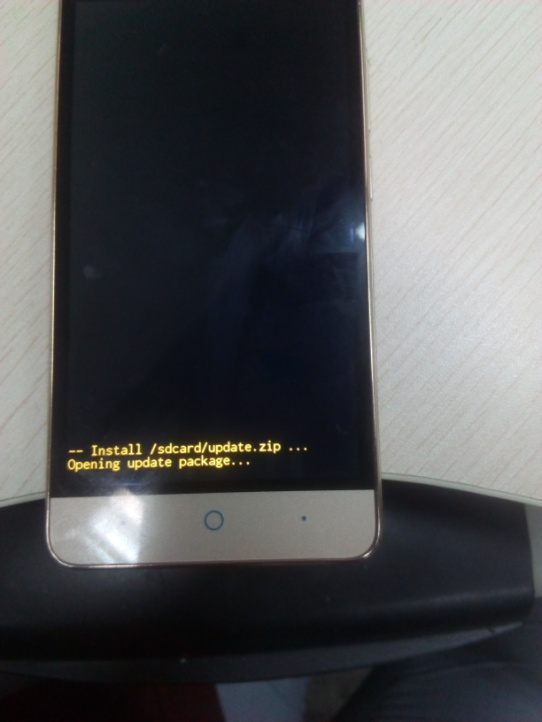 -- Install /sdcard/update.zip ...
Opening update package...